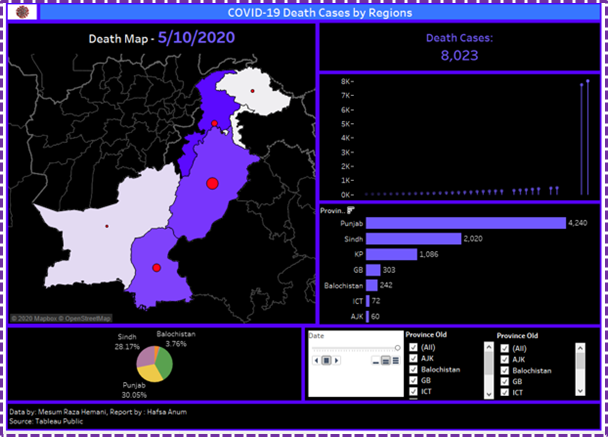 COVID-19 Death Cases by Regions
Death Map - 5/10/2020
Death Cases:
8,023
8K
7K
6K
5K
4K
3K
2K
1K
0K
Provin..
Punjab 4,240
Sindh 2,020
KP 1,086
GB 303
Balochistan 242
ICT 72
AJK 60
© 2020 Mapbox © OpenStreetMap
Sindh
28.17%
Balochistan
3.76%
Punjab
30.05%
Date
Province Old
(All)
AJK
Balochistan
GB
ICT
Province Old
(All)
AJK
Balochistan
GB
ICT
Data by: Mesum Raza Hemani, Report by : Hafsa Anum
Source: Tableau Public